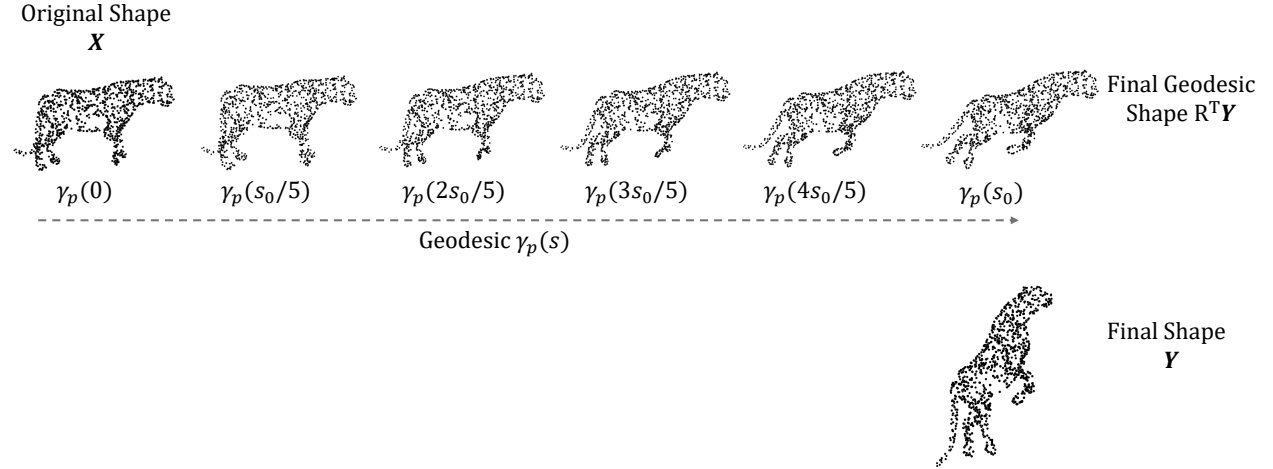 Original Shape
X
Final Geodesic
Shape RᵀY
γₚ(0) γₚ(s₀/5) γₚ(2s₀/5) γₚ(3s₀/5) γₚ(4s₀/5) γₚ(s₀)
Geodesic γₚ(s)
Final Shape
Y